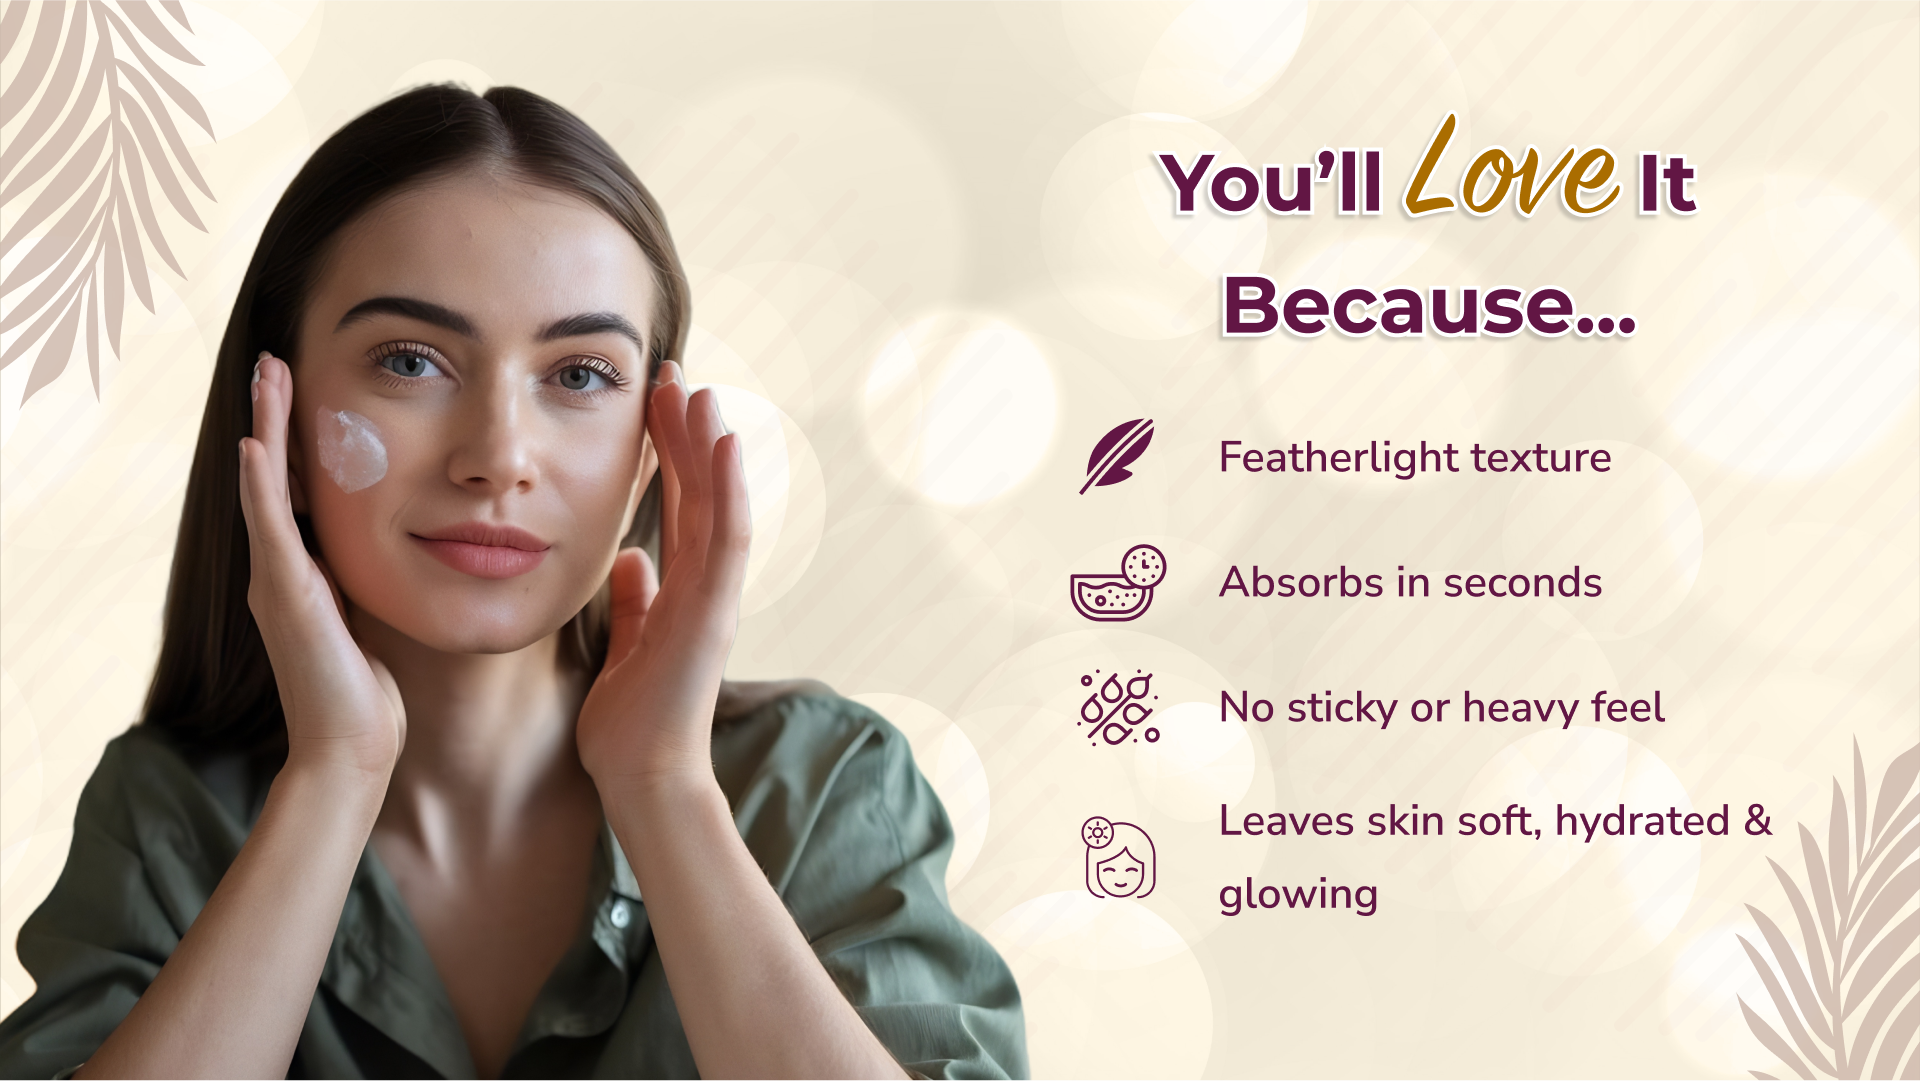 You’ll Love It
Because...
Featherlight texture
Absorbs in seconds
No sticky or heavy feel
Leaves skin soft, hydrated &
glowing